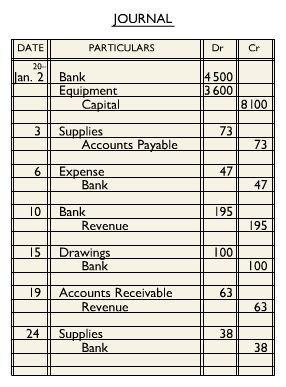 JOURNAL
DATE PARTICULARS Dr Cr
20–
Jan. 2 Bank 4 500
Equipment 3 600
Capital 8 100
3 Supplies 73
Accounts Payable 73
6 Expense 47
Bank 47
10 Bank 195
Revenue 195
15 Drawings 100
Bank 100
19 Accounts Receivable 63
Revenue 63
24 Supplies 38
Bank 38